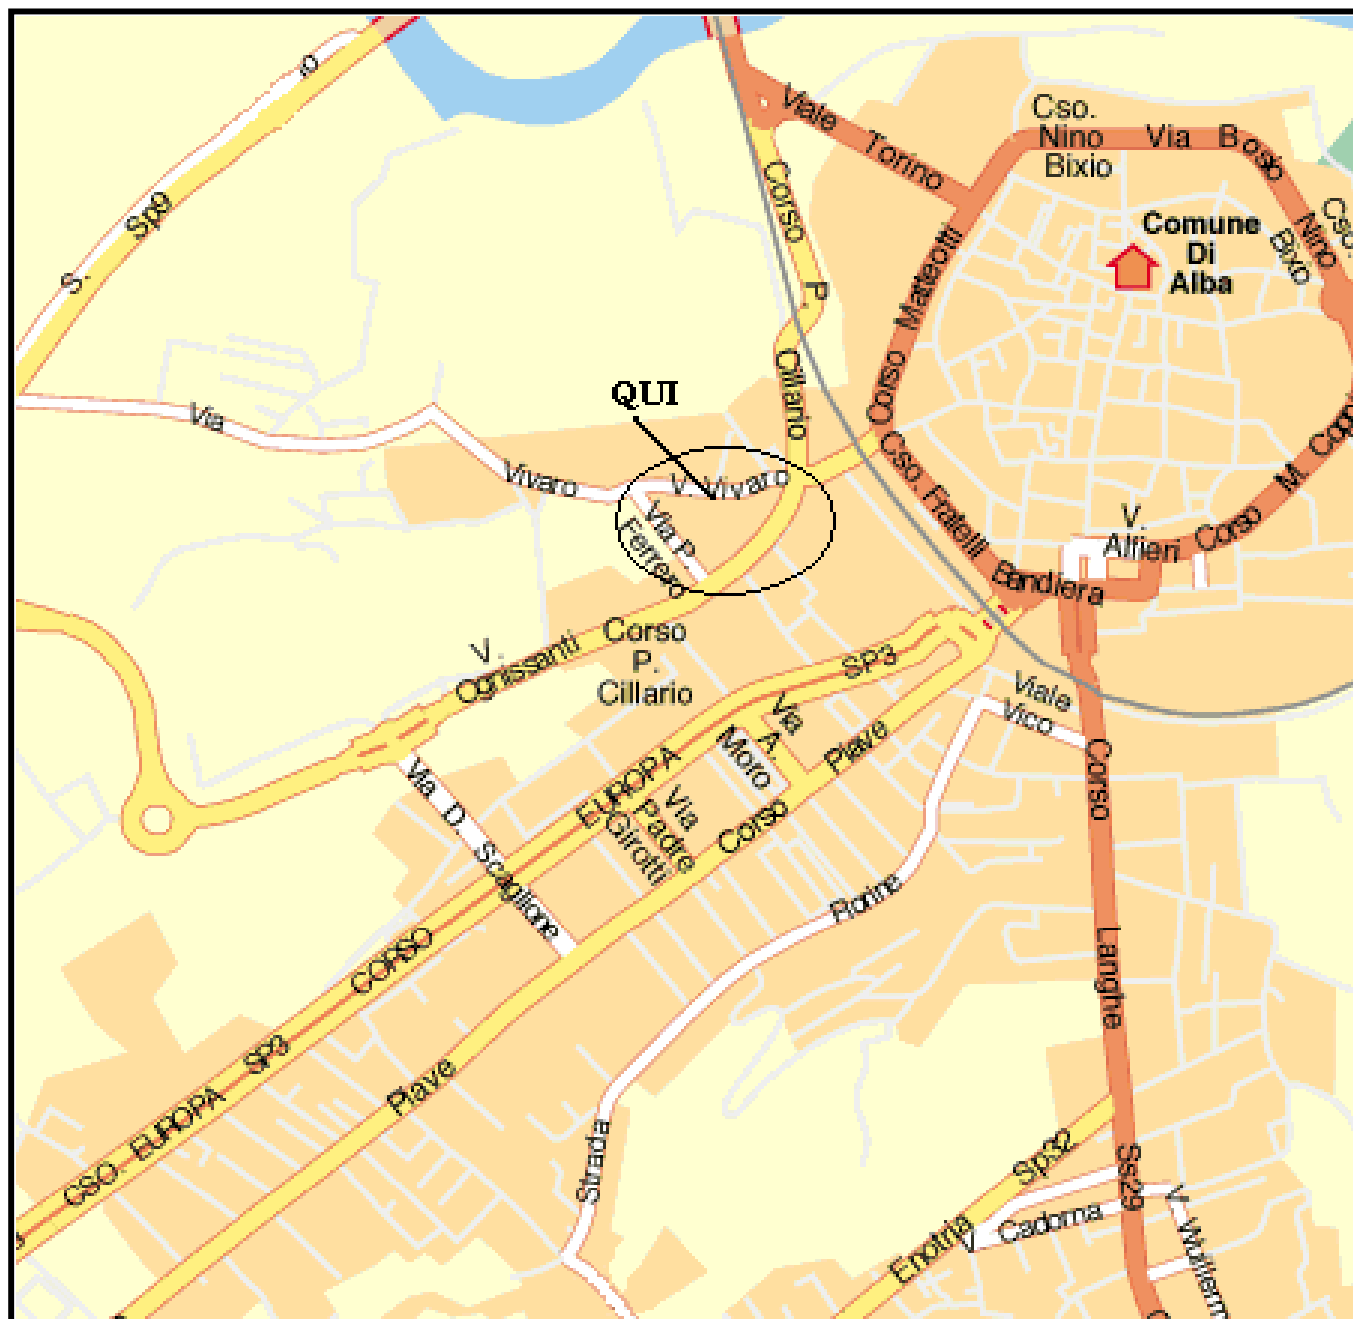 Sp9
S.
Viale Torino
Cso.
Nino
Bixio
Via Bosio
Nino
Cso.
Bixio
Comune
Di
Alba
Corso P. Cillario
Corso Matteotti
QUI
Via Vivaro
V. Vivaro
Via P.
Ferrero
Cso. Fratelli Bandiera
V.
Alfieri
Corso M.
V.
Ognissanti
Corso
P.
Cillario
SP3
Via
A.
Moro
Viale
Vico
Piave
EUROPA
Via
Padre
Girotti
Corso
Via D. Scaglione
Corso
Langhe
Rorine
CORSO
SP3
Piave
CSO. EUROPA
Strada
Sp32
Ss29
Enotria
V. Cadorna
V.